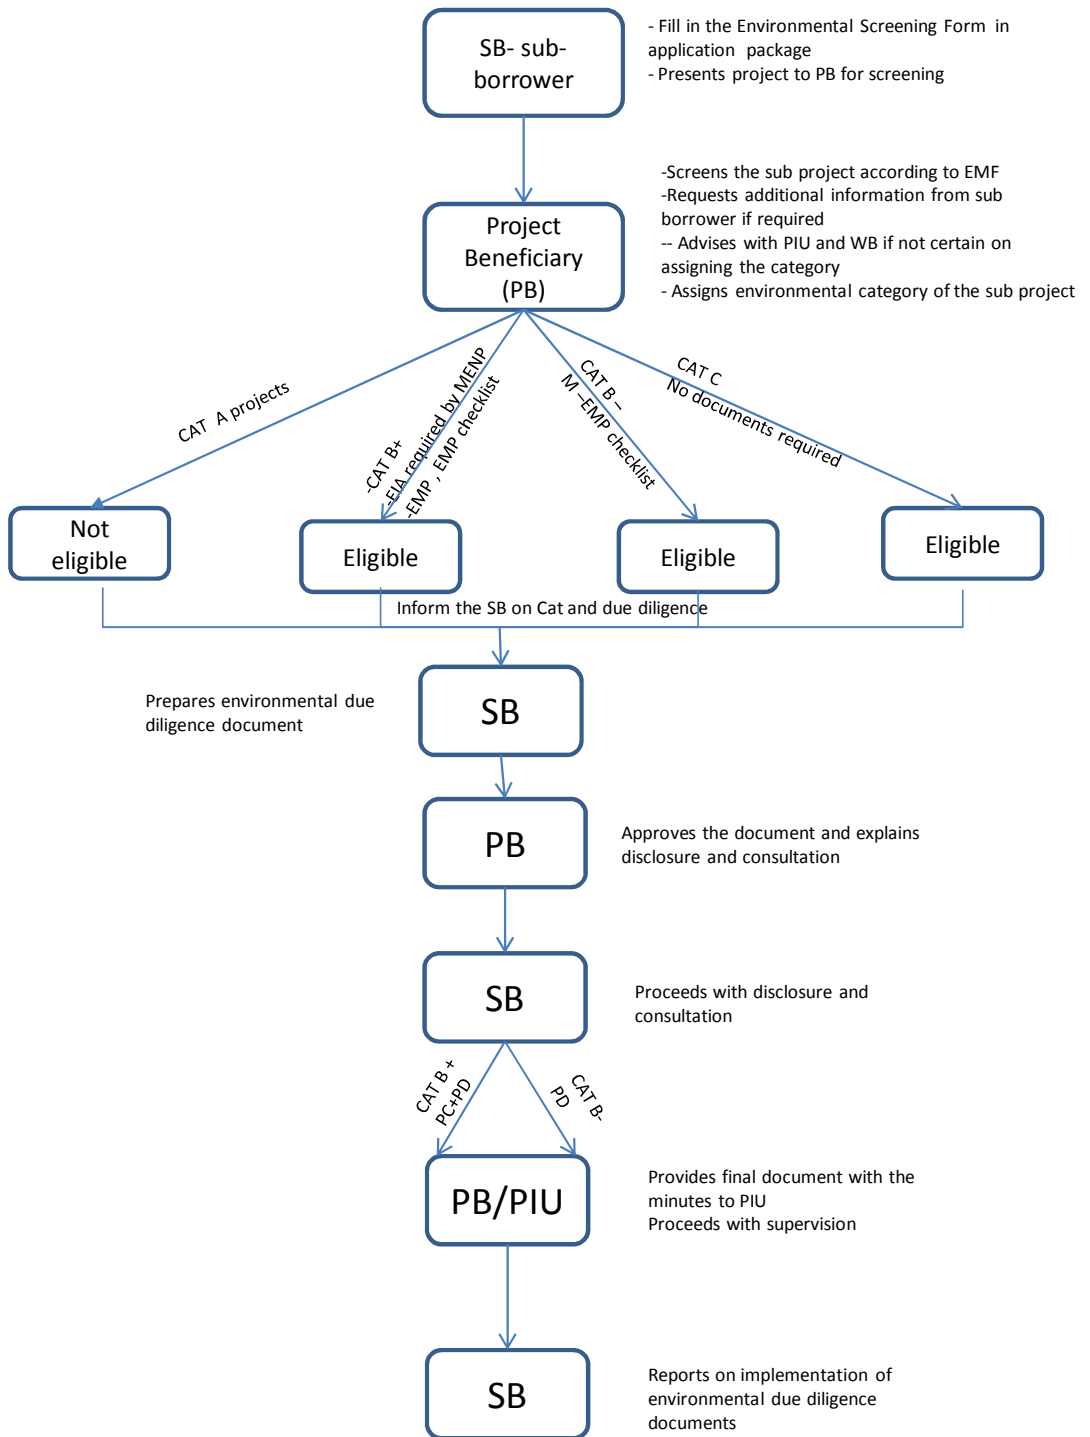 SB- sub-
borrower
- Fill in the Environmental Screening Form in
application package
- Presents project to PB for screening
Project
Beneficiary
(PB)
-Screens the sub project according to EMF
-Requests additional information from sub
borrower if required
-- Advises with PIU and WB if not certain on
assigning the category
- Assigns environmental category of the sub project
CAT A projects
-CAT B+
-EIA required by MENP
-EMP , EMP checklist
CAT B –
M –EMP checklist
CAT C
No documents required
Not
eligible
Eligible
Eligible
Eligible
Inform the SB on Cat and due diligence
Prepares environmental due
diligence document
SB
PB
Approves the document and explains
disclosure and consultation
SB
Proceeds with disclosure and
consultation
CAT B +
PC+PD
CAT B-
PD
PB/PIU
Provides final document with the
minutes to PIU
Proceeds with supervision
SB
Reports on implementation of
environmental due diligence
documents